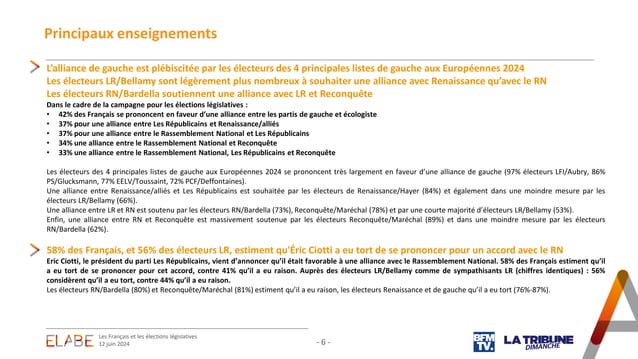 Principaux enseignements
L'alliance de gauche est plébiscitée par les électeurs des 4 principales listes de gauche aux Européennes 2024
Les électeurs LR/Bellamy sont légèrement plus nombreux à souhaiter une alliance avec Renaissance qu'avec le RN
Les électeurs RN/Bardella soutiennent une alliance avec LR et Reconquête
Dans le cadre de la campagne pour les élections législatives :
• 42% des Français se prononcent en faveur d'une alliance entre les partis de gauche et écologiste
• 37% pour une alliance entre Les Républicains et Renaissance/alliés
• 37% pour une alliance entre le Rassemblement National et Les Républicains
• 34% une alliance entre le Rassemblement National et Reconquête
• 33% une alliance entre le Rassemblement National, Les Républicains et Reconquête
Les électeurs des 4 principales listes de gauche aux Européennes 2024 se prononcent très largement en faveur d'une alliance de gauche (97% électeurs LFI/Aubry, 86%
PS/Glucksmann, 77% EELV/Toussaint, 72% PCF/Deffontaines).
Une alliance entre Renaissance/alliés et Les Républicains est souhaitée par les électeurs de Renaissance/Hayer (84%) et également dans une moindre mesure par les
électeurs LR/Bellamy (66%).
Une alliance entre LR et RN est soutenu par les électeurs RN/Bardella (73%), Reconquête/Maréchal (78%) et par une courte majorité d'électeurs LR/Bellamy (53%).
Enfin, une alliance entre RN et Reconquête est massivement soutenue par les électeurs Reconquête/Maréchal (89%) et dans une moindre mesure par les électeurs
RN/Bardella (62%).
58% des Français, et 56% des électeurs LR, estiment qu'Éric Ciotti a eu tort de se prononcer pour un accord avec le RN
Eric Ciotti, le président du parti Les Républicains, vient d'annoncer qu'il était favorable à une alliance avec le Rassemblement National. 58% des Français estiment qu'il
a eu tort de se prononcer pour cet accord, contre 41% qu'il a eu raison. Auprès des électeurs LR/Bellamy comme de sympathisants LR (chiffres identiques) : 56%
considèrent qu'il a eu tort, contre 44% qu'il a eu raison.
Les électeurs RN/Bardella (80%) et Reconquête/Maréchal (81%) estiment qu'il a eu raison, les électeurs Renaissance et de gauche qu'il a eu tort (76%-87%).
ELABE
Les Français et les élections législatives
12 juin 2024
- 6 -
BFM
TV.
LA TRIBUNE
DIMANCHE